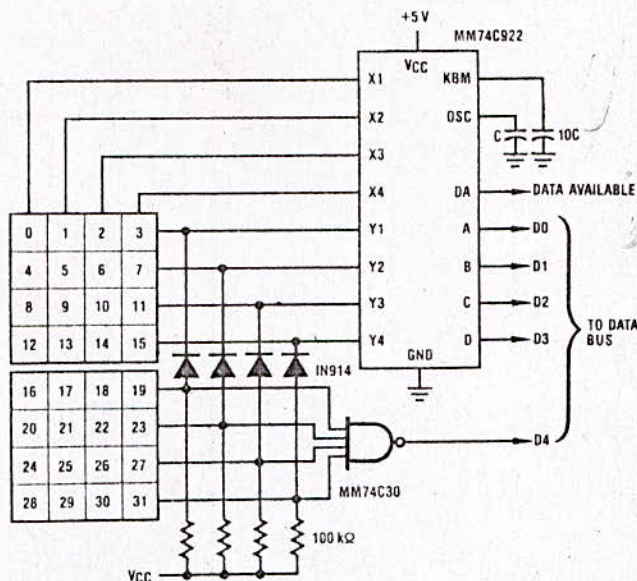 +5 V
MM74C922
VCC
X1
KBM
X2
OSC
C
10C
X3
X4
DA
DATA AVAILABLE
0 1 2 3
Y1
A
D0
4 5 6 7
Y2
B
D1
8 9 10 11
Y3
C
D2
TO DATA
BUS
12 13 14 15
Y4
D
D3
GND
IN914
16 17 18 19
20 21 22 23
D4
24 25 26 27
MM74C30
28 29 30 31
100 kΩ
VCC